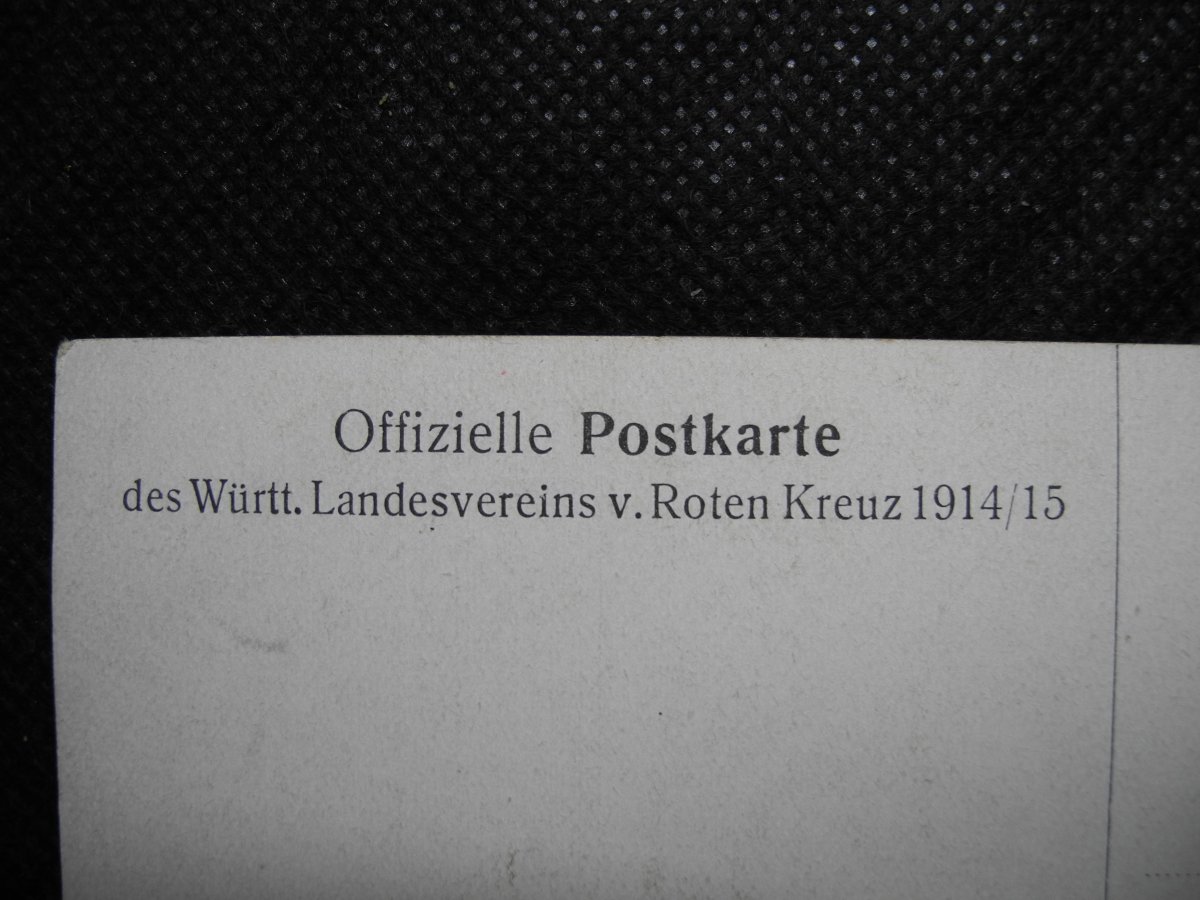 Offizielle Postkarte
des Württ. Landesvereins v. Roten Kreuz 1914/15